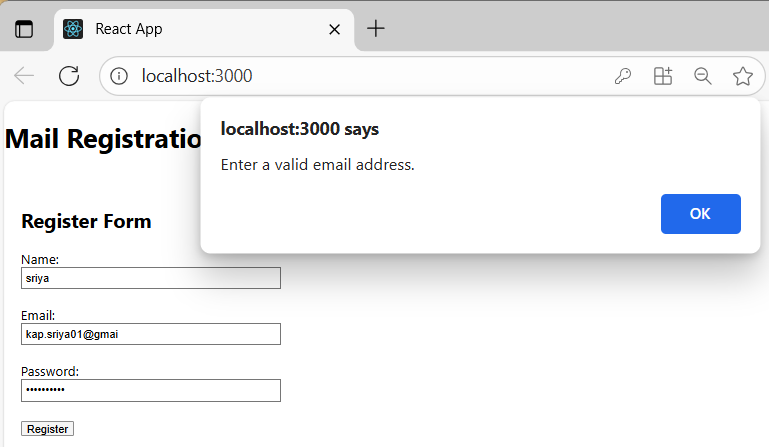 React App
localhost:3000
Mail Registratio
localhost:3000 says
Enter a valid email address.
OK
Register Form
Name:
sriya
Email:
kap.sriya01@gmai
Password:
••••••••••
Register